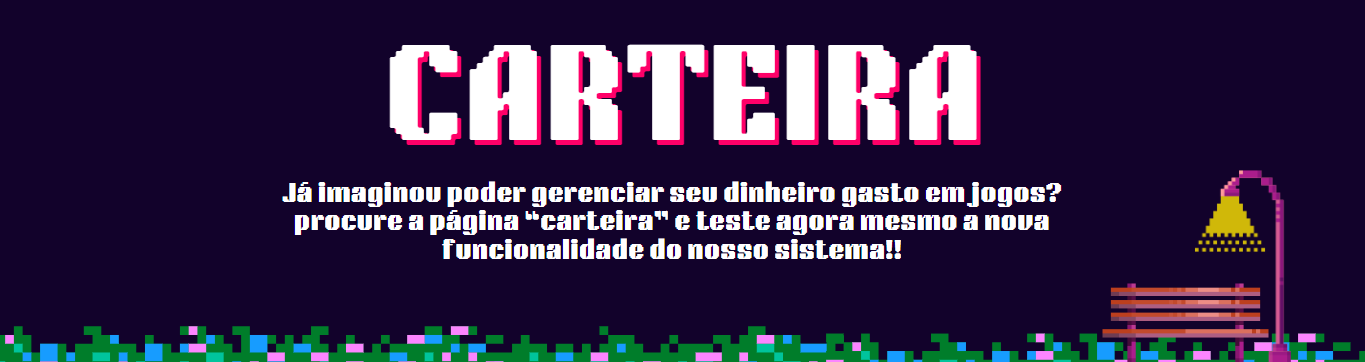 CARTEIRA
Já imaginou poder gerenciar seu dinheiro gasto em jogos?
procure a página “carteira” e teste agora mesmo a nova
funcionalidade do nosso sistema!!